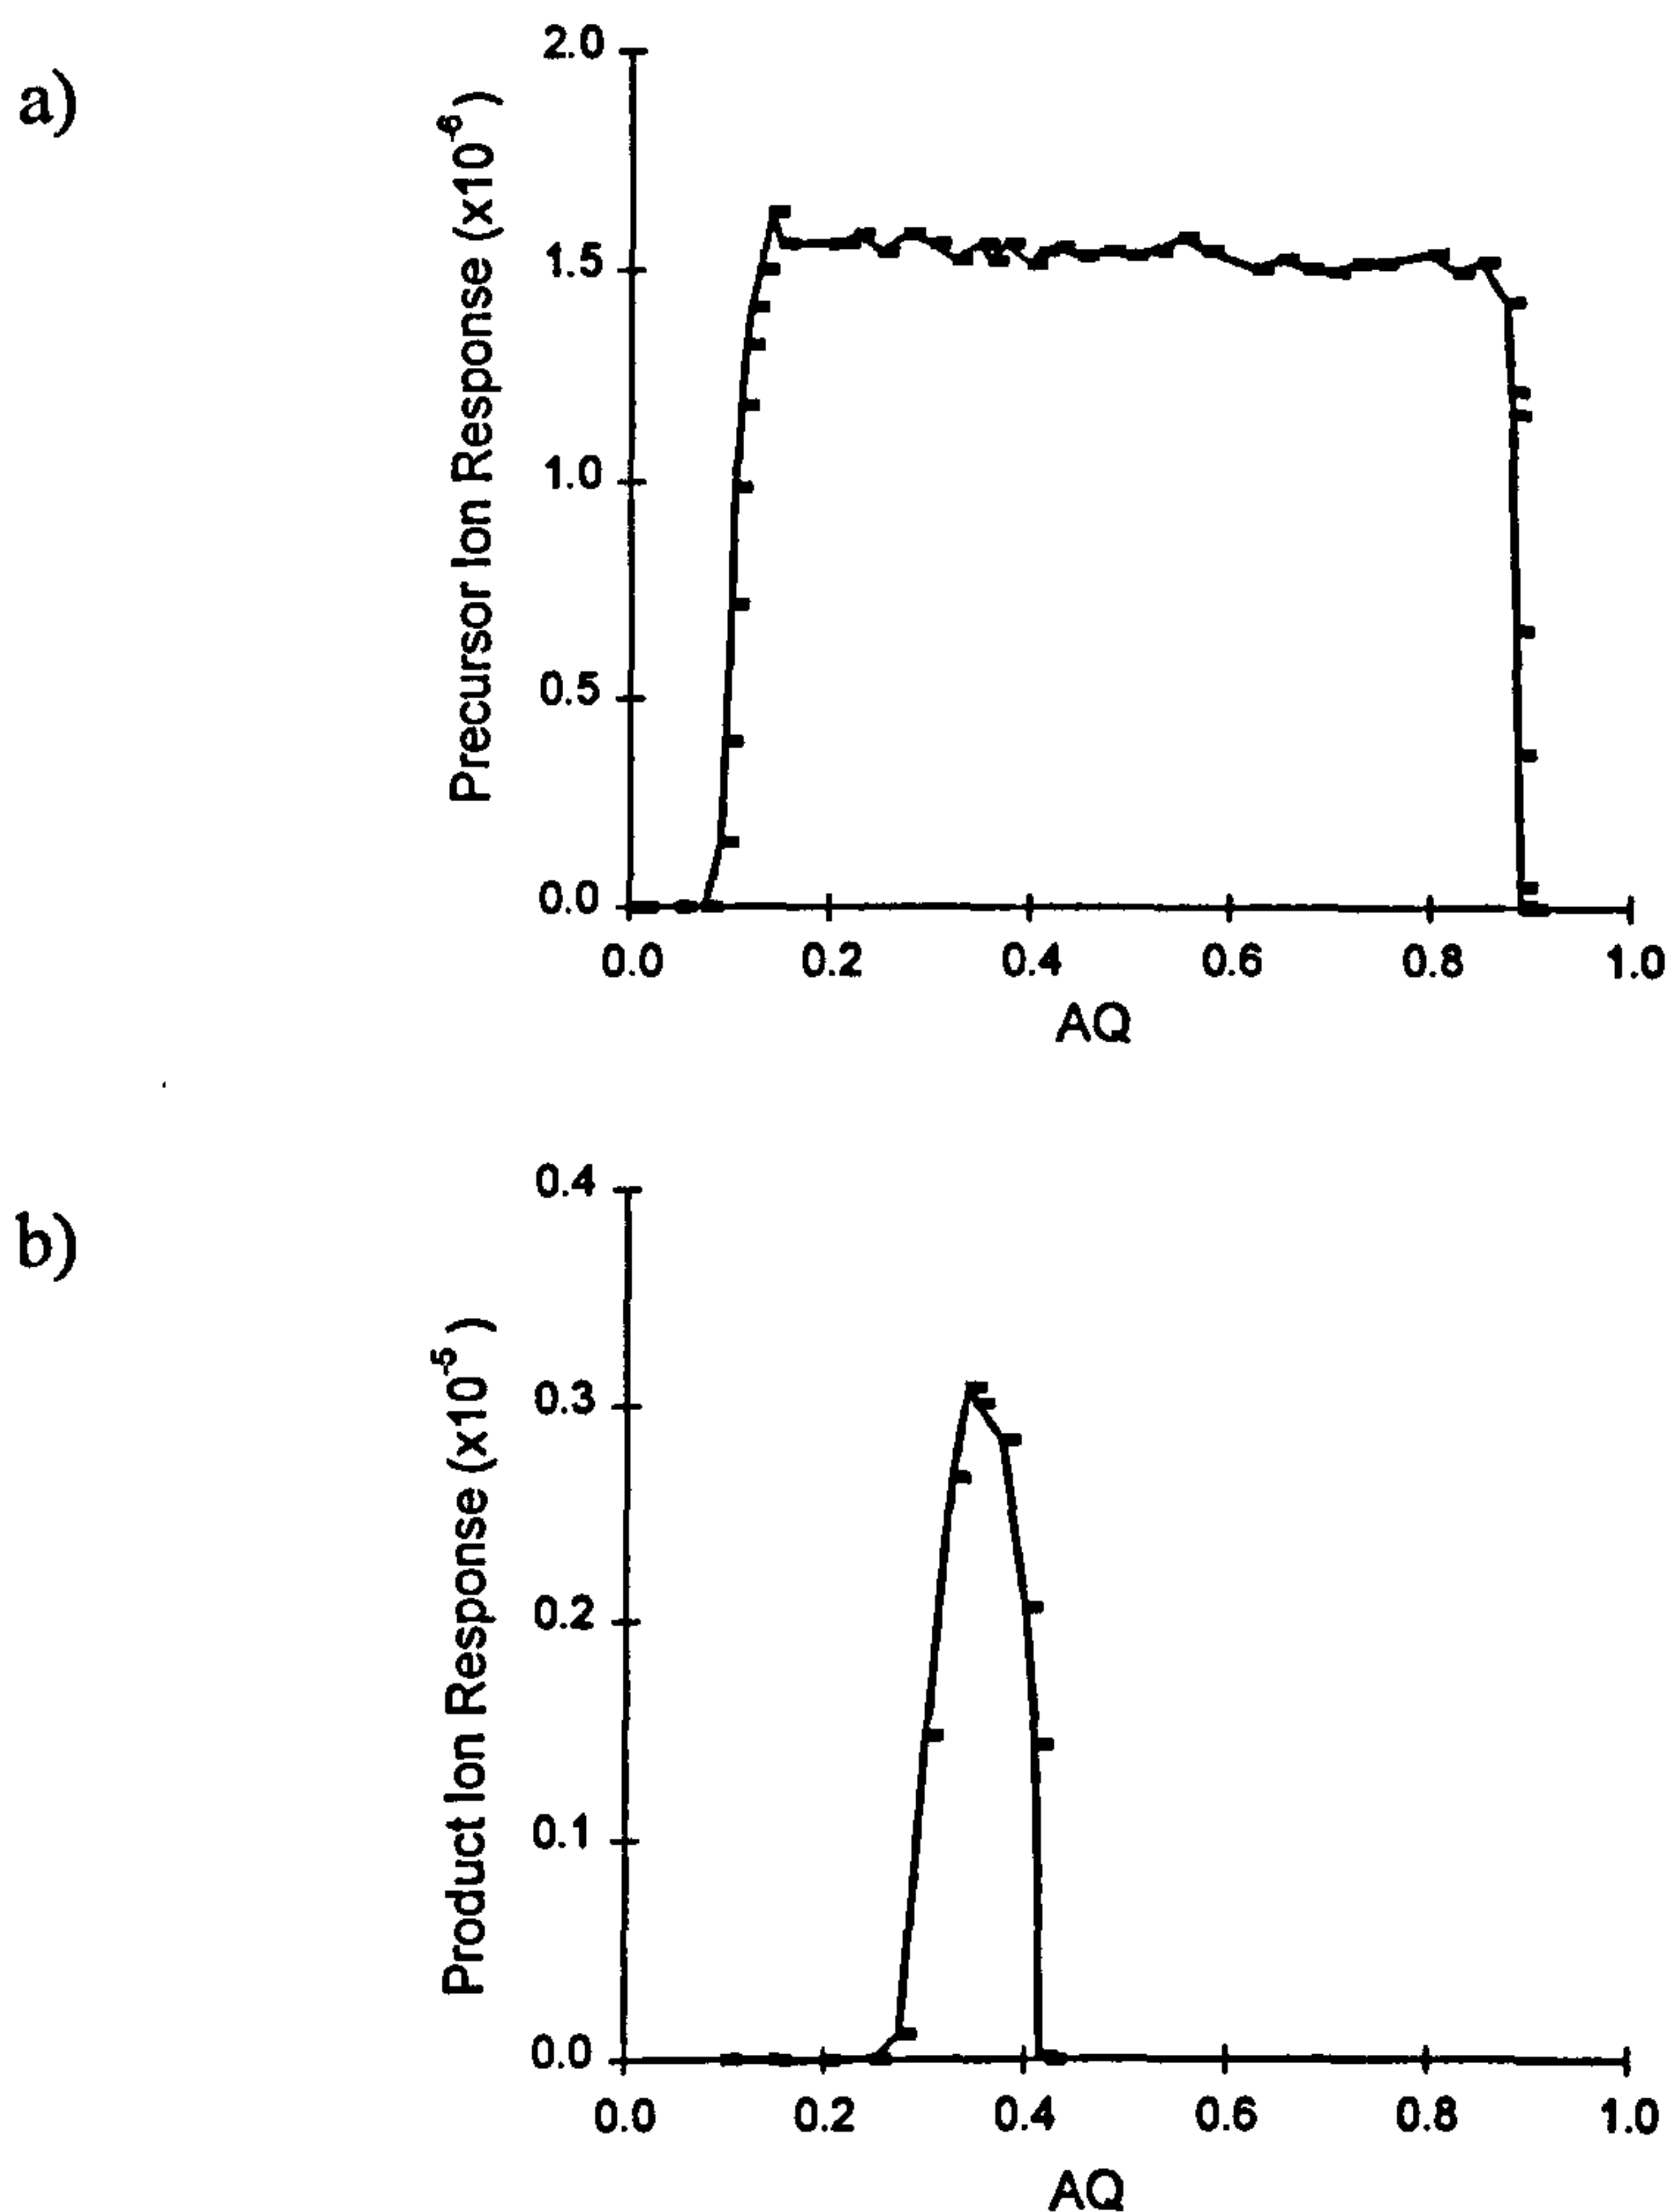 a)
Precursor Ion Response (x10⁻⁶)
2.0
1.5
1.0
0.5
0.0
0.0 0.2 0.4 0.6 0.8 1.0
AQ
b)
Product Ion Response (x10⁻⁵)
0.4
0.3
0.2
0.1
0.0
0.0 0.2 0.4 0.6 0.8 1.0
AQ